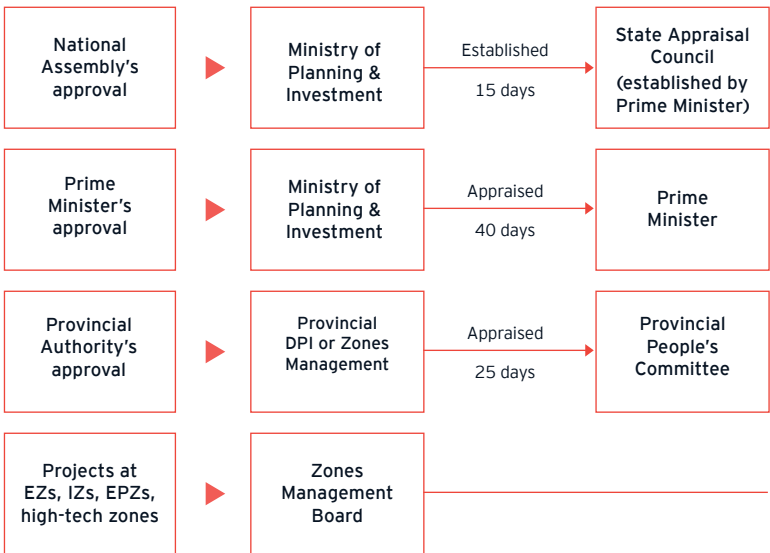 National
Assembly's
approval
Ministry of
Planning &
Investment
Established
15 days
State Appraisal
Council
(established by
Prime Minister)
Prime
Minister's
approval
Ministry of
Planning &
Investment
Appraised
40 days
Prime
Minister
Provincial
Authority's
approval
Provincial
DPI or Zones
Management
Appraised
25 days
Provincial
People's
Committee
Projects at
EZs, IZs, EPZs,
high-tech zones
Zones
Management
Board